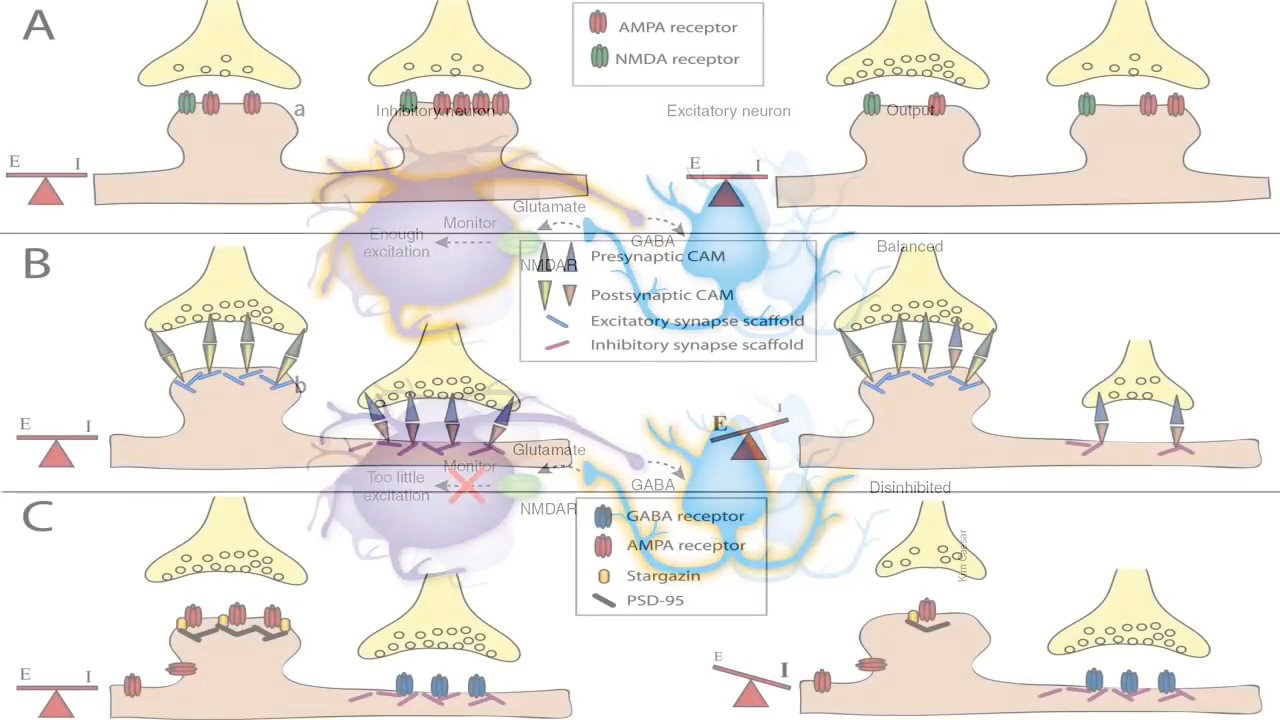 A
AMPA receptor
NMDA receptor
a
Inhibitory neuron
Excitatory neuron
Output
E I
E I
Glutamate
Monitor
Enough
excitation
GABA
NMDAR
Balanced
B
Presynaptic CAM
Postsynaptic CAM
Excitatory synapse scaffold
Inhibitory synapse scaffold
b
E I
E I
Glutamate
Monitor
Too little
excitation
GABA
NMDAR
Disinhibited
C
GABA receptor
AMPA receptor
Stargazin
PSD-95
E I
E I